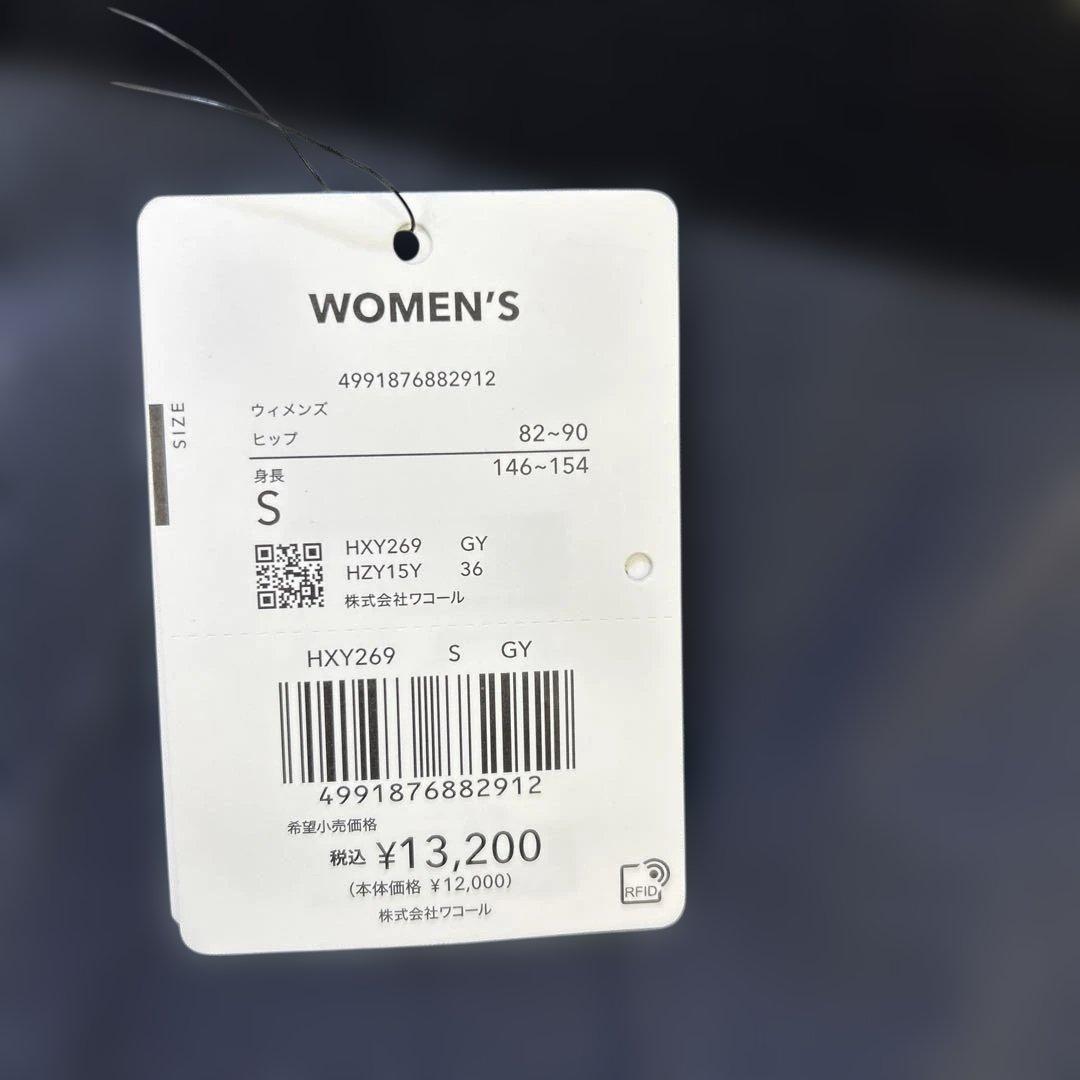 WOMEN'S
4991876882912
SIZE
ウィメンズ
ヒップ 82~90
身長 146~154
S
HXY269 GY
HZY15Y 36
株式会社ワコール
HXY269 S GY
4991876882912
希望小売価格
税込 ¥13,200
(本体価格 ¥12,000)
株式会社ワコール
RFID